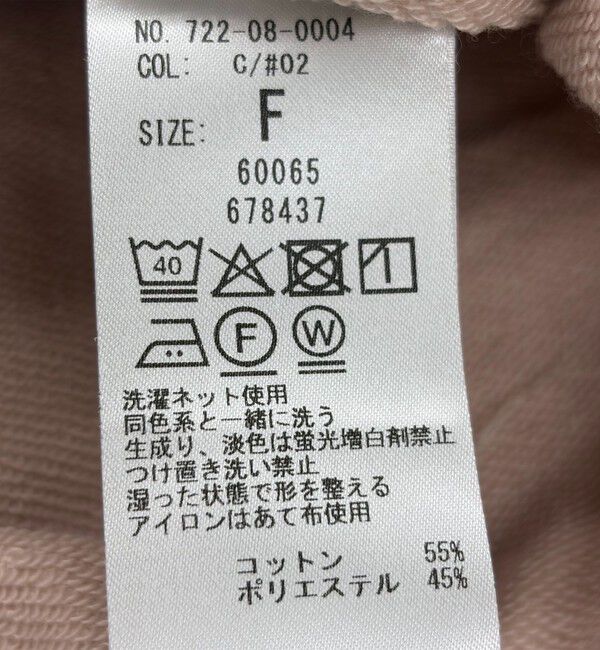 NO. 722-08-0004
COL: C/#02
SIZE: F
60065
678437
40
F W
洗濯ネット使用
同色系と一緒に洗う
生成り、淡色は蛍光増白剤禁止
つけ置き洗い禁止
湿った状態で形を整える
アイロンはあて布使用
コットン 55%
ポリエステル 45%